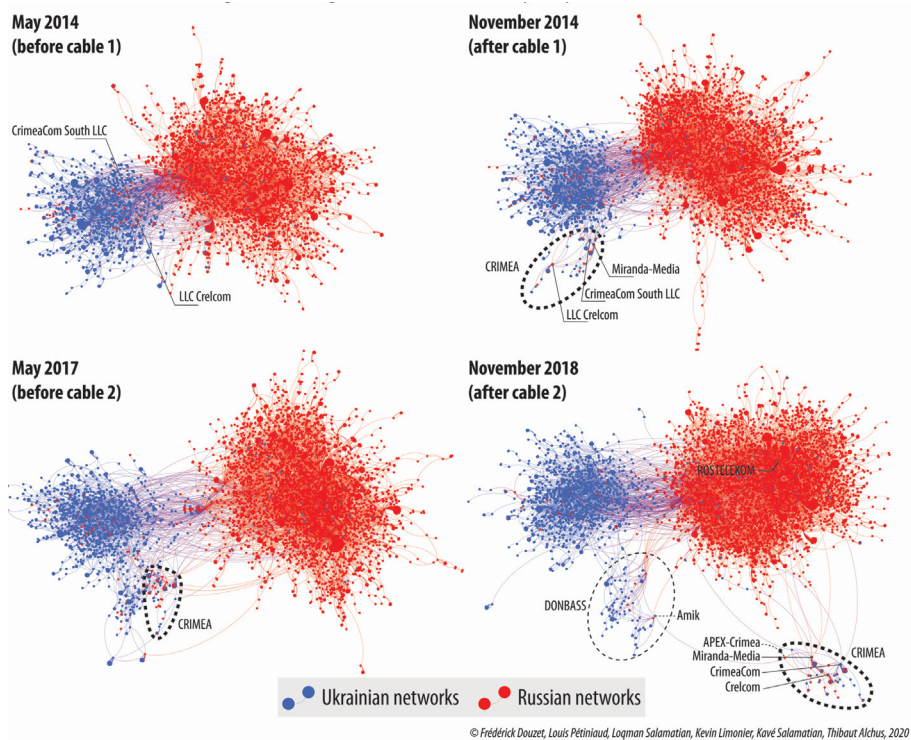 May 2014
(before cable 1)
CrimeaCom South LLC
LLC Crelcom
November 2014
(after cable 1)
CRIMEA
Miranda-Media
CrimeaCom South LLC
LLC Crelcom
May 2017
(before cable 2)
CRIMEA
November 2018
(after cable 2)
ROSTELEKOM
DONBASS
Amik
APEX-Crimea
Miranda-Media
CRIMEA
CrimeaCom
Crelcom
Ukrainian networks
Russian networks
© Frédérick Douzet, Louis Pétiniaud, Loqman Salamatian, Kevin Limonier, Kavé Salamatian, Thibaut Alchus, 2020